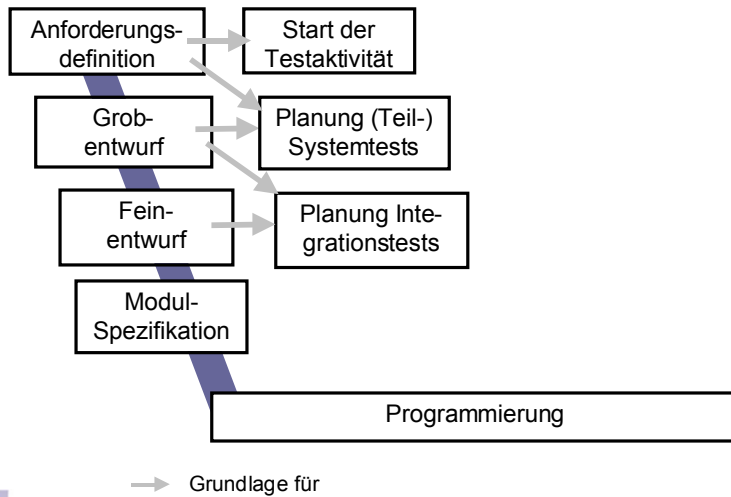 Anforderungs-
definition
Start der
Testaktivität
Grob-
entwurf
Planung (Teil-)
Systemtests
Fein-
entwurf
Planung Inte-
grationstests
Modul-
Spezifikation
Programmierung
Grundlage für